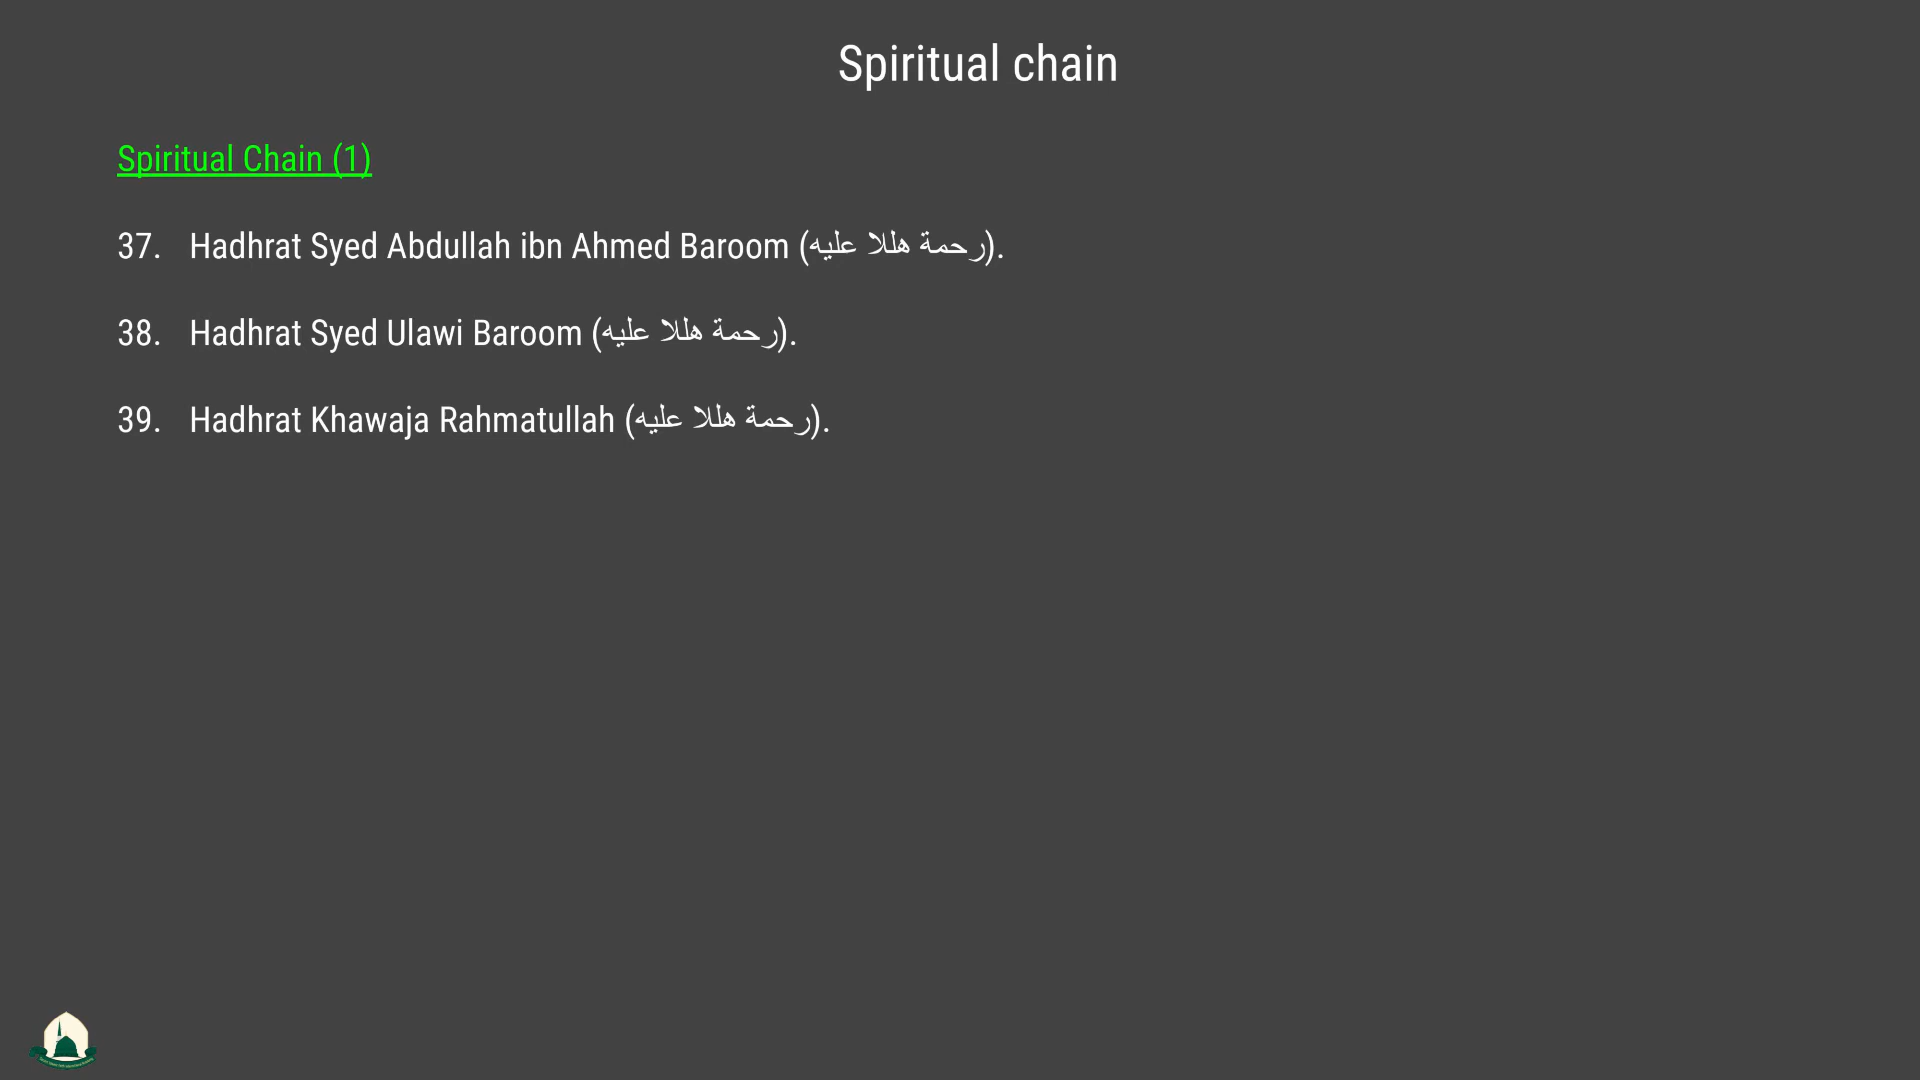 Spiritual chain
Spiritual Chain (1)
37. Hadhrat Syed Abdullah ibn Ahmed Baroom (رحمة هللا عليه).
38. Hadhrat Syed Ulawi Baroom (رحمة هللا عليه).
39. Hadhrat Khawaja Rahmatullah (رحمة هللا عليه).